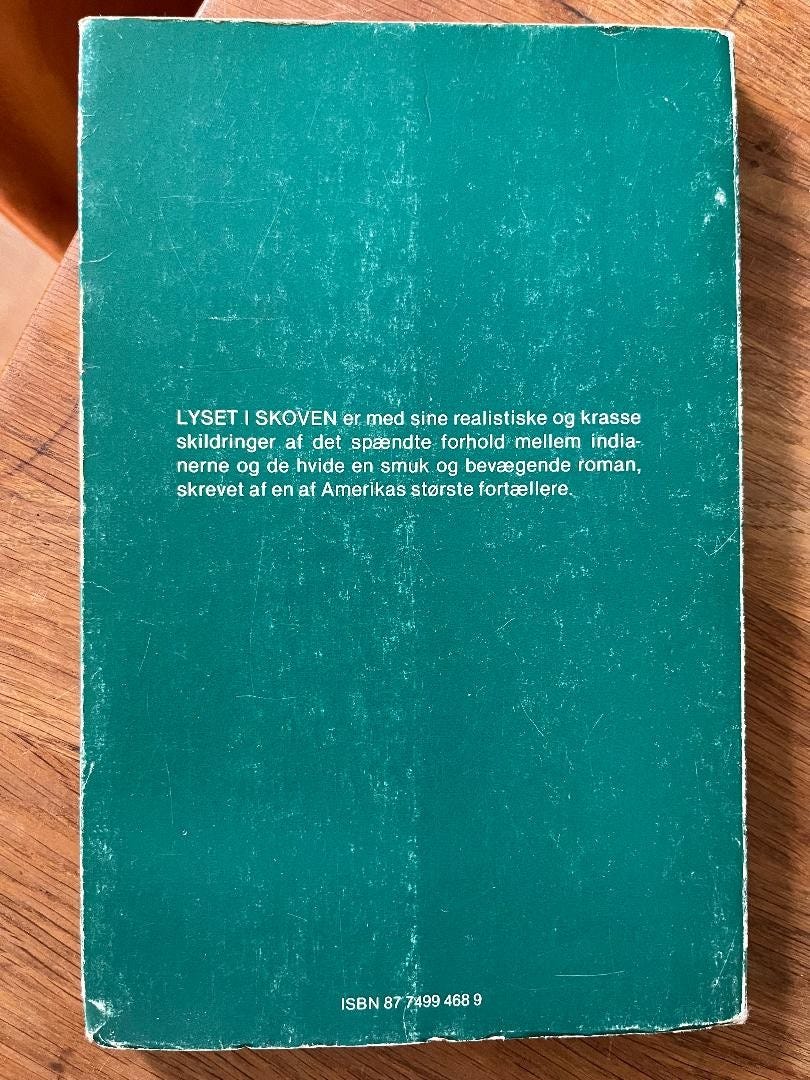 LYSET I SKOVEN er med sine realistiske og krasse
skildringer af det spændte forhold mellem india-
nerne og de hvide en smuk og bevægende roman,
skrevet af en af Amerikas største fortællere.
ISBN 87 7499 468 9